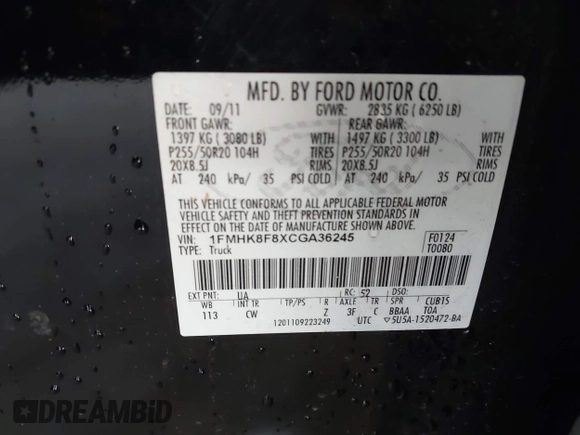 MFD. BY FORD MOTOR CO.
DATE: 09/11 GVWR: 2835 KG ( 6250 LB)
FRONT GAWR: REAR GAWR:
1397 KG ( 3080 LB) WITH 1497 KG ( 3300 LB) WITH
P255/50R20 104H TIRES P255/50R20 104H TIRES
20X8.5J RIMS 20X8.5J RIMS
AT 240 kPa/ 35 PSI COLD AT 240 kPa/ 35 PSI COLD
THIS VEHICLE CONFORMS TO ALL APPLICABLE FEDERAL MOTOR
VEHICLE SAFETY AND THEFT PREVENTION STANDARDS IN EFFECT
ON THE DATE OF MANUFACTURE SHOWN ABOVE.
VIN: 1FMHK8F8XCGA36245 F0124
TYPE: Truck T0080
EXT PNT: UA RC: 52 DSO:
WB INT TR TP/PS R AXLE TR SPR CUB1S
113 CW Z 3F C BBAA TOA
1201109223249 UTC 5U5A-1520472-BA
DREAMBID